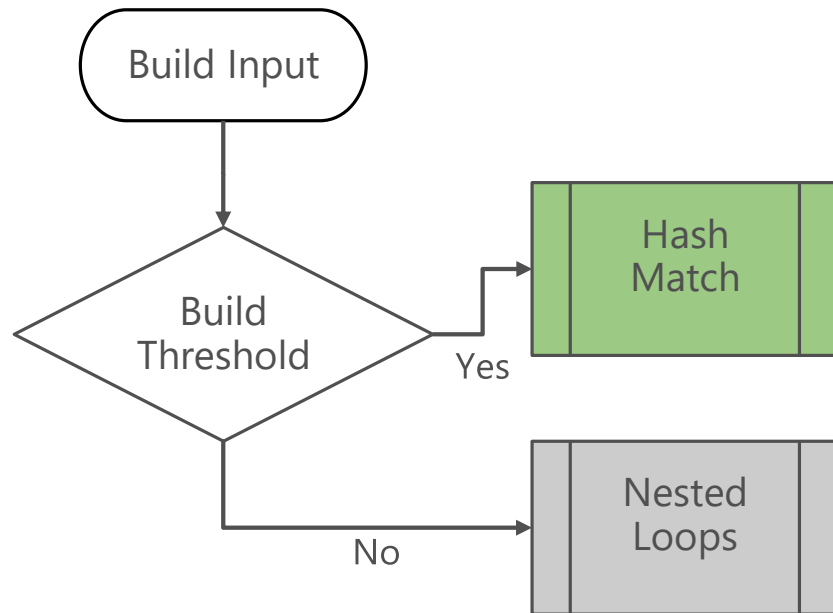 Build Input
Build
Threshold
Yes
Hash
Match
No
Nested
Loops